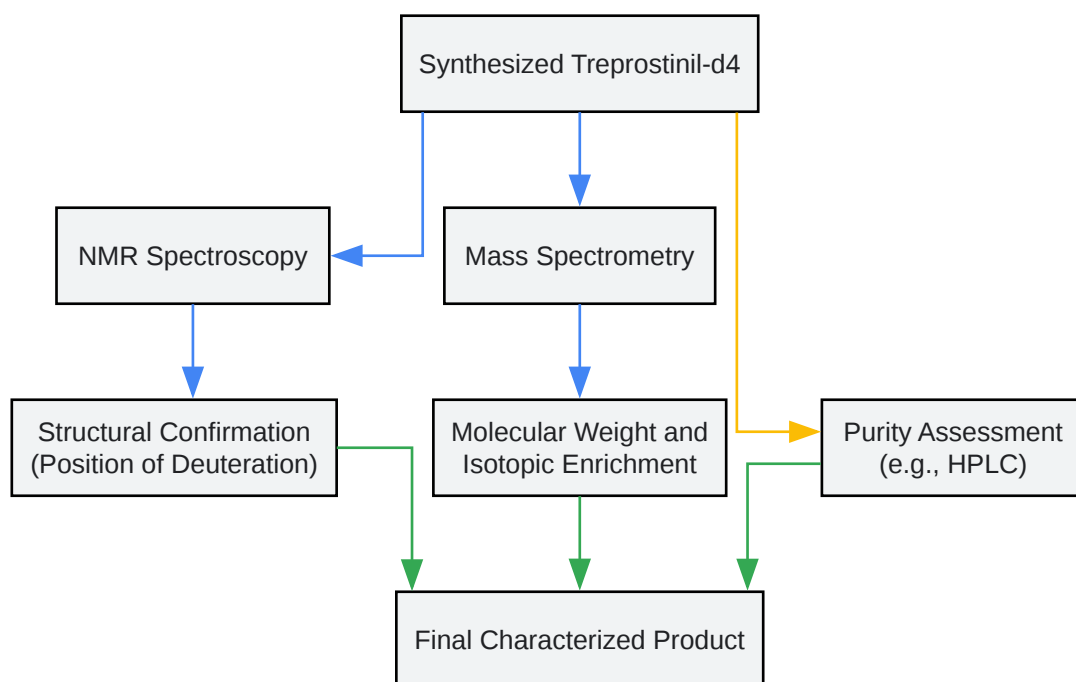 Synthesized Treprostinil-d4
NMR Spectroscopy
Mass Spectrometry
Structural Confirmation
(Position of Deuteration)
Molecular Weight and
Isotopic Enrichment
Purity Assessment
(e.g., HPLC)
Final Characterized Product